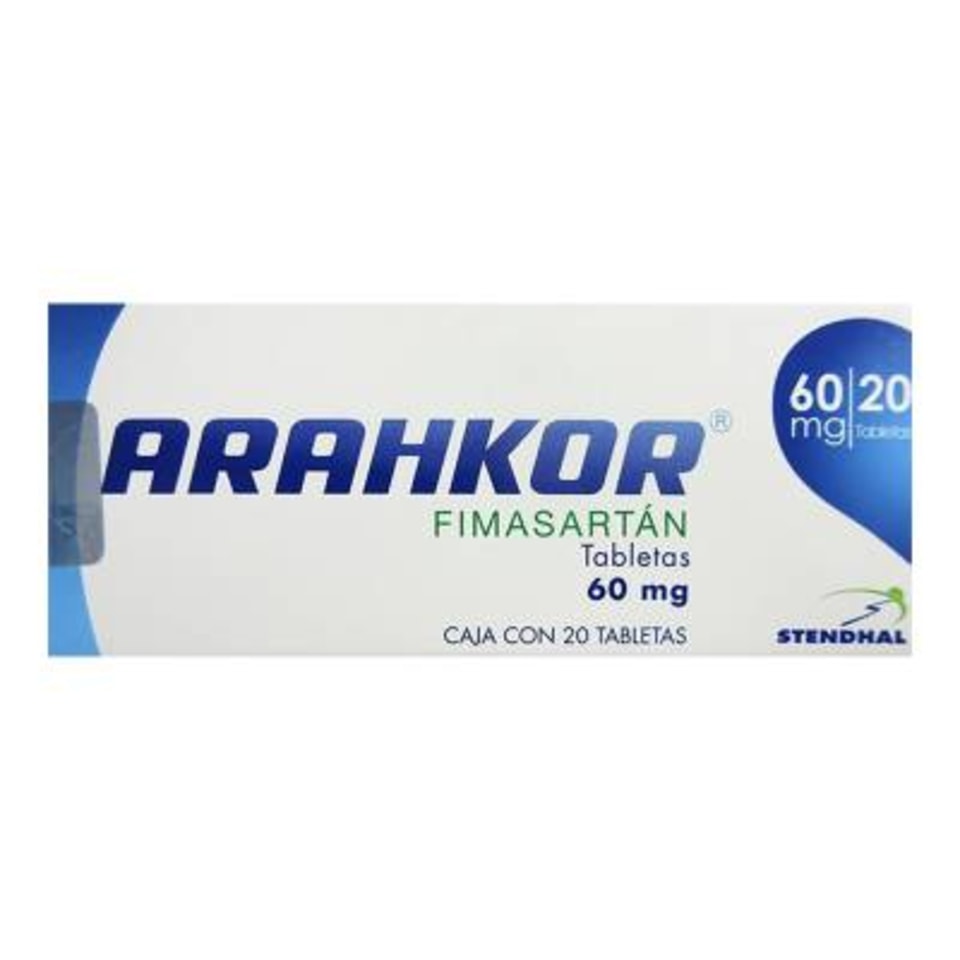 ARAHKOR®
FIMASARTÁN
Tabletas
60 mg
CAJA CON 20 TABLETAS
60 mg
20 Tabletas
STENDHAL